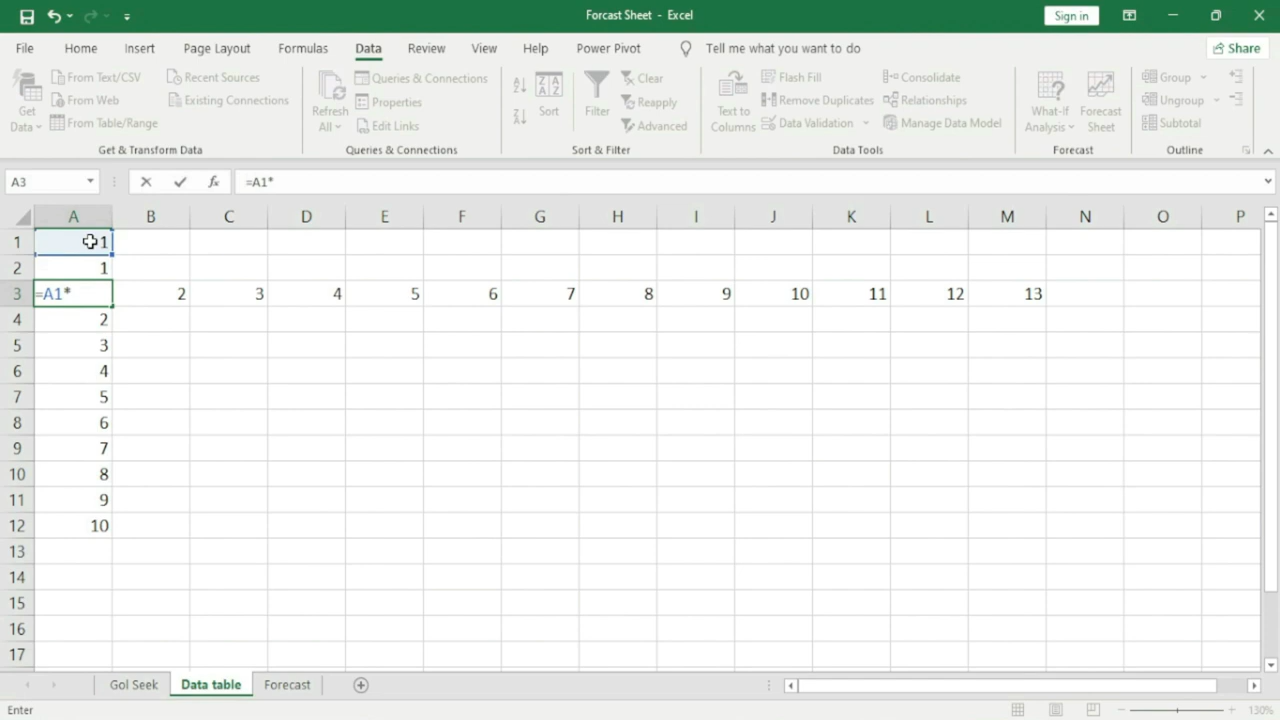 Forcast Sheet - Excel
Sign in
File Home Insert Page Layout Formulas Data Review View Help Power Pivot Tell me what you want to do Share
From Text/CSV Recent Sources Queries & Connections Clear Flash Fill Consolidate Group
From Web Existing Connections Properties Reapply Remove Duplicates Relationships Ungroup
From Table/Range Edit Links Advanced Data Validation Manage Data Model Subtotal
Get Data Refresh All Sort Filter Text to Columns What-If Analysis Forecast Sheet
Get & Transform Data Queries & Connections Sort & Filter Data Tools Forecast Outline
A3 fx =A1*
A B C D E F G H I J K L M N O P
1 1
2 1
3 =A1* 2 3 4 5 6 7 8 9 10 11 12 13
4 2
5 3
6 4
7 5
8 6
9 7
10 8
11 9
12 10
13
14
15
16
17
Gol Seek Data table Forecast
Enter 130%